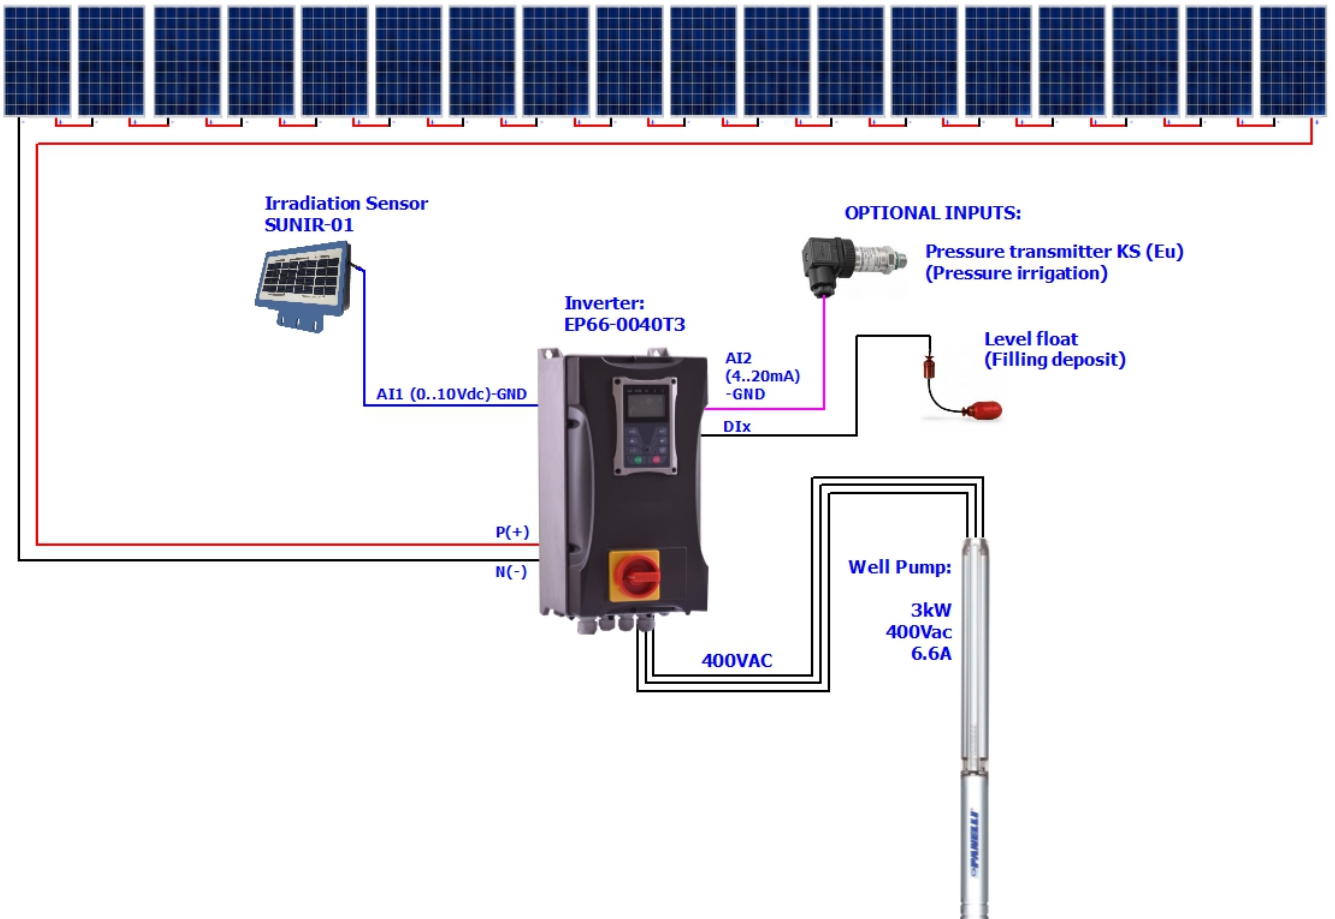 Irradiation Sensor
SUNIR-01
OPTIONAL INPUTS:
Pressure transmitter KS (Eu)
(Pressure irrigation)
Inverter:
EP66-0040T3
Level float
(Filling deposit)
AI2
(4..20mA)
-GND
AI1 (0..10Vdc)-GND
DIx
P(+)
N(-)
Well Pump:
3kW
400Vac
6.6A
400VAC
PANELLI